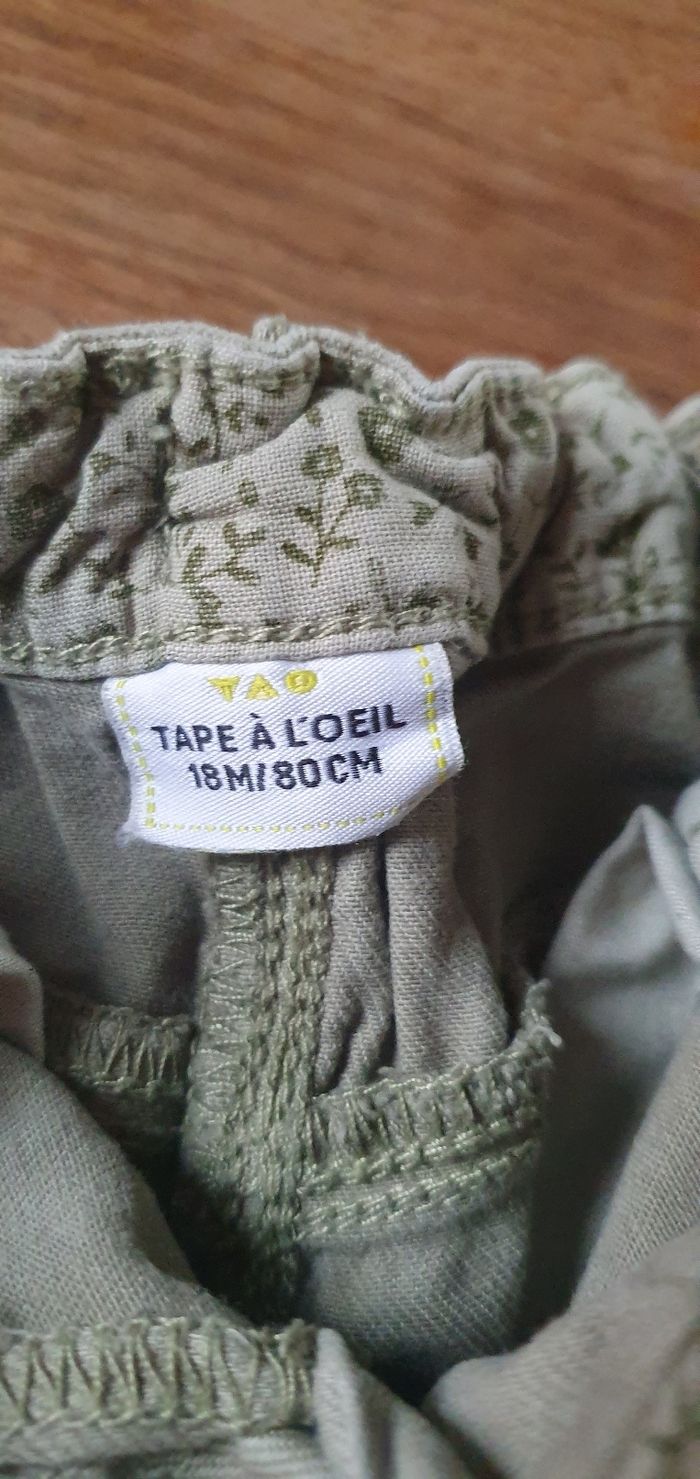 TAO
TAPE À L'OEIL
18M/80CM